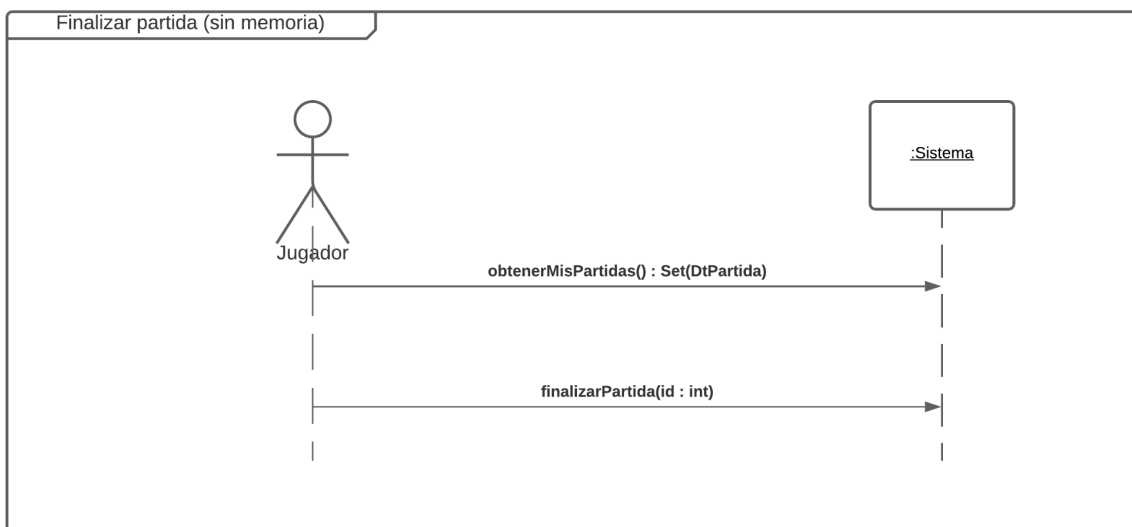 Finalizar partida (sin memoria)
:Sistema
Jugador
obtenerMisPartidas() : Set(DtPartida)
finalizarPartida(id : int)